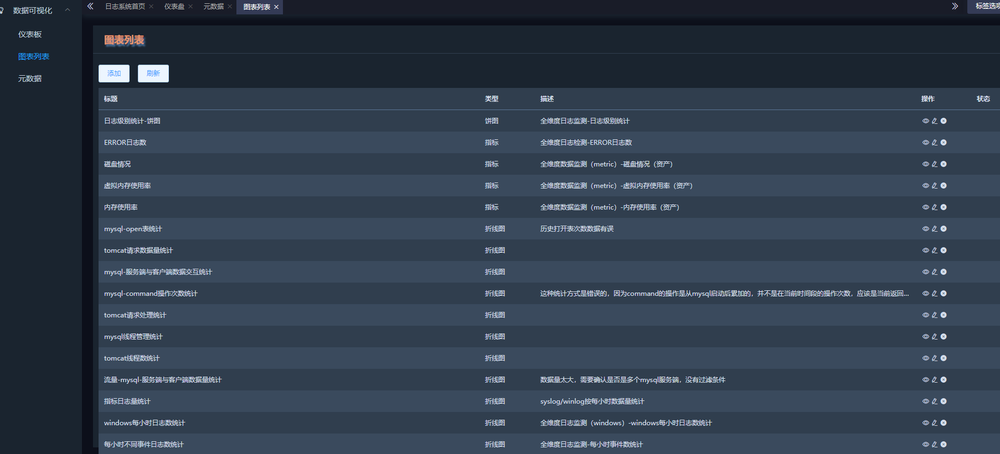 数据可视化
仪表板
图表列表
元数据
日志系统首页 仪表盘 元数据 图表列表
标签选项
图表列表
添加 刷新
标题 类型 描述 操作 状态
日志级别统计-饼图 饼图 全维度日志监测-日志级别统计
ERROR日志数 指标 全维度日志检测-ERROR日志数
磁盘情况 指标 全维度数据监测（metric）-磁盘情况（资产）
虚拟内存使用率 指标 全维度数据监测（metric）-虚拟内存使用率（资产）
内存使用率 指标 全维度数据监测（metric）-内存使用率（资产）
mysql-open表统计 折线图 历史打开表次数数据有误
tomcat请求数据量统计 折线图
mysql-服务端与客户端数据交互统计 折线图
mysql-command操作次数统计 折线图 这种统计方式是错误的，因为command的操作是从mysql启动后累加的，并不是在当前时间段的操作次数，应该是当前返回...
tomcat请求处理统计 折线图
mysql线程管理统计 折线图
tomcat线程数统计 折线图
流量-mysql-服务端与客户端数据量统计 折线图 数据量太大，需要确认是否是多个mysql服务端，没有过滤条件
指标日志量统计 折线图 syslog/winlog按每小时数据量统计
windows每小时日志数统计 折线图 全维度日志监测（windows）-windows每小时日志数统计
每小时不同事件日志数统计 折线图 全维度日志监测-每小时事件数统计